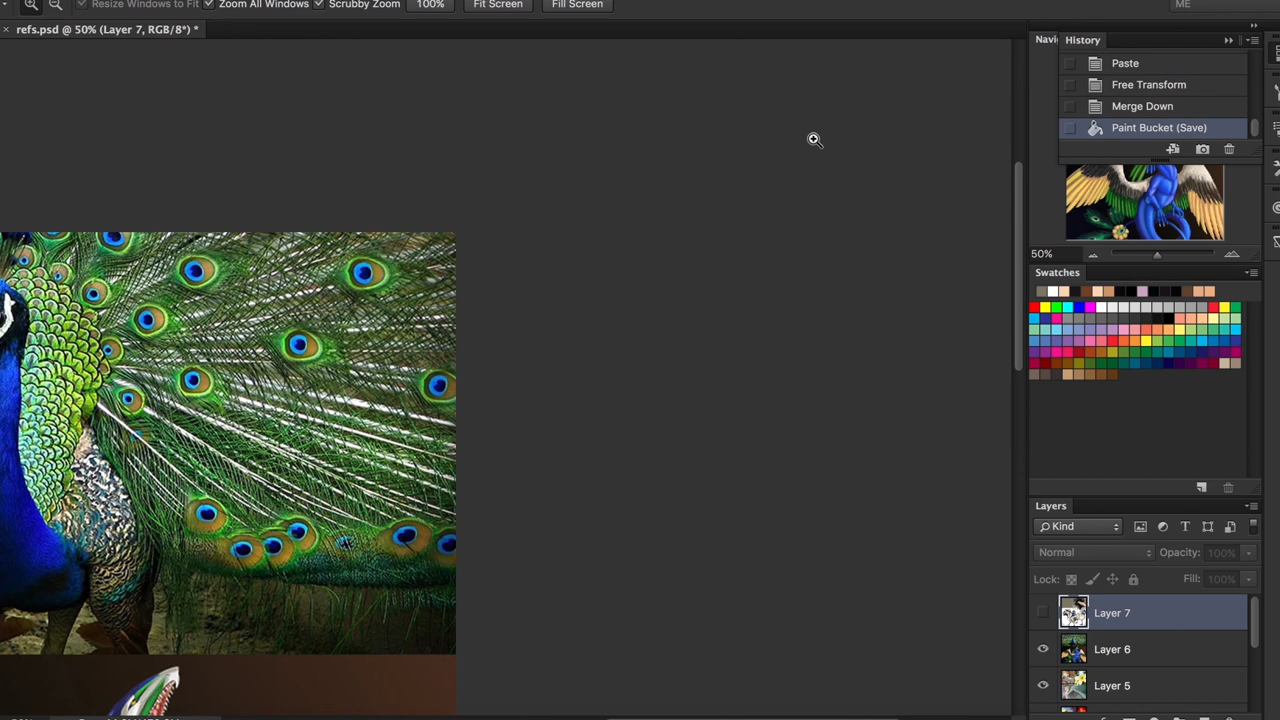 Resize Windows to Fit
Zoom All Windows
Scrubby Zoom
100%
Fit Screen
Fill Screen
ME
× refs.psd @ 50% (Layer 7, RGB/8*) *
Navi
History
Paste
Free Transform
Merge Down
Paint Bucket (Save)
50%
Swatches
Layers
Kind
Normal
Opacity: 100%
Lock:
Fill: 100%
Layer 7
Layer 6
Layer 5